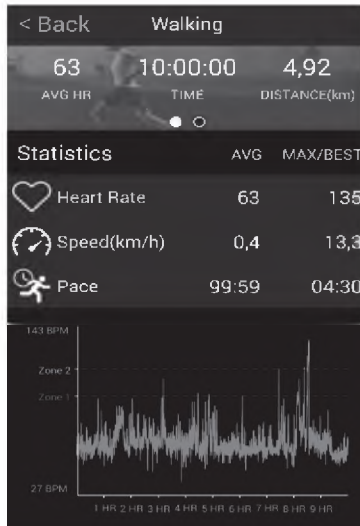 < Back Walking
63 10:00:00 4,92
AVG HR TIME DISTANCE(km)
Statistics AVG MAX/BEST
Heart Rate 63 135
Speed(km/h) 0,4 13,3
Pace 99:59 04:30
143 BPM
Zone 2
Zone 1
27 BPM
1 HR 2 HR 3 HR 4 HR 5 HR 6 HR 7 HR 8 HR 9 HR